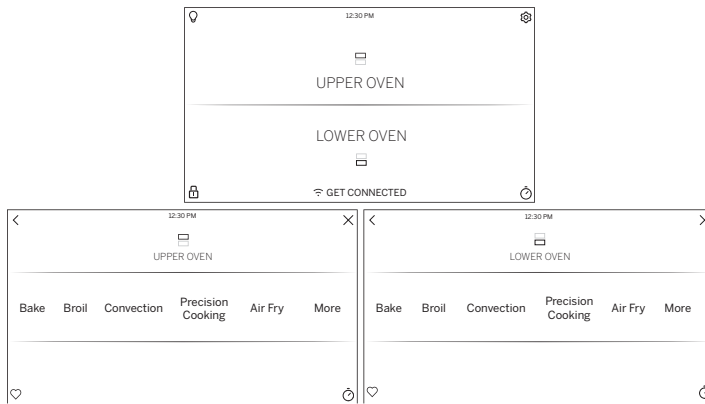 12:30 PM
UPPER OVEN
LOWER OVEN
GET CONNECTED
12:30 PM
UPPER OVEN
Bake Broil Convection Precision Cooking Air Fry More
12:30 PM
LOWER OVEN
Bake Broil Convection Precision Cooking Air Fry More